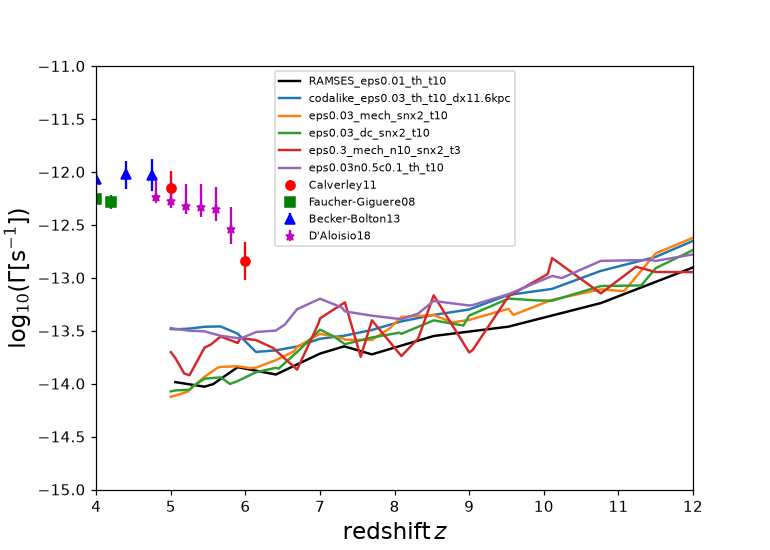 −11.0
−11.5
−12.0
−12.5
−13.0
−13.5
−14.0
−14.5
−15.0
log₁₀(Γ[s⁻¹])
RAMSES_eps0.01_th_t10
codalike_eps0.03_th_t10_dx11.6kpc
eps0.03_mech_snx2_t10
eps0.03_dc_snx2_t10
eps0.3_mech_n10_snx2_t3
eps0.03n0.5c0.1_th_t10
Calverley11
Faucher-Giguere08
Becker-Bolton13
D'Aloisio18
4 5 6 7 8 9 10 11 12
redshift z